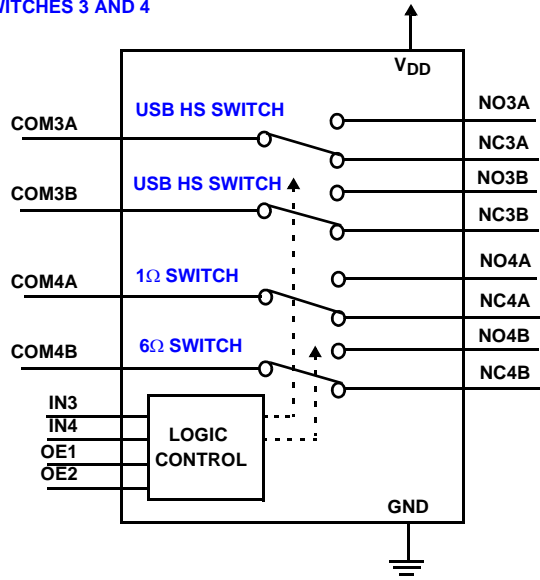 WITCHES 3 AND 4
VDD
COM3A
USB HS SWITCH
NO3A
NC3A
COM3B
USB HS SWITCH
NO3B
NC3B
COM4A
1Ω SWITCH
NO4A
NC4A
COM4B
6Ω SWITCH
NO4B
NC4B
IN3
IN4
OE1
OE2
LOGIC
CONTROL
GND